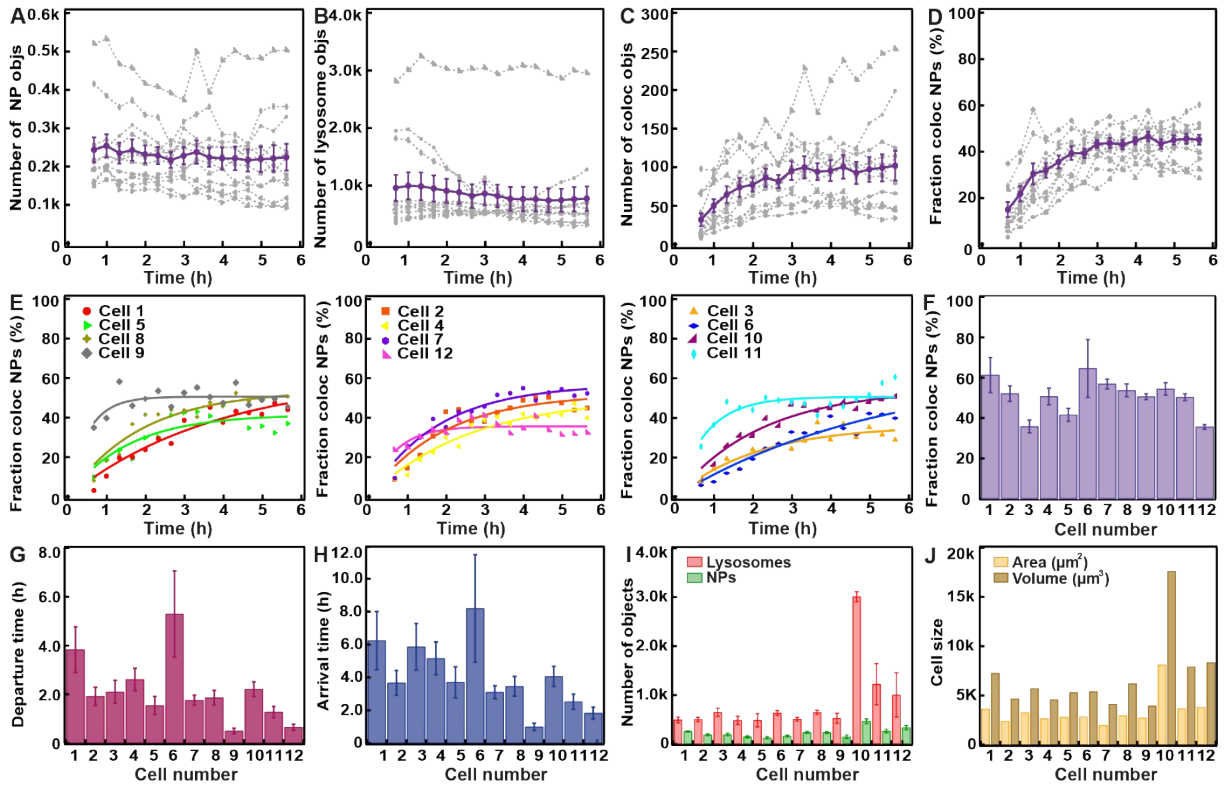 A
Number of NP objs
0.6k
0.5k
0.4k
0.3k
0.2k
0.1k
0
0 1 2 3 4 5 6
Time (h)
B
Number of lysosome objs
4.0k
3.0k
2.0k
1.0k
0
0 1 2 3 4 5 6
Time (h)
C
Number of coloc objs
300
250
200
150
100
50
0
0 1 2 3 4 5 6
Time (h)
D
Fraction coloc NPs (%)
100
80
60
40
20
0
0 1 2 3 4 5 6
Time (h)
E
Fraction coloc NPs (%)
100
80
60
40
20
0
Cell 1
Cell 5
Cell 8
Cell 9
0 1 2 3 4 5 6
Time (h)
Fraction coloc NPs (%)
100
80
60
40
20
0
Cell 2
Cell 4
Cell 7
Cell 12
0 1 2 3 4 5 6
Time (h)
Fraction coloc NPs (%)
100
80
60
40
20
0
Cell 3
Cell 6
Cell 10
Cell 11
0 1 2 3 4 5 6
Time (h)
F
Fraction coloc NPs (%)
100
80
60
40
20
0
1 2 3 4 5 6 7 8 9 10 11 12
Cell number
G
Departure time (h)
8.0
6.0
4.0
2.0
0
1 2 3 4 5 6 7 8 9 10 11 12
Cell number
H
Arrival time (h)
12.0
10.0
8.0
6.0
4.0
2.0
0
1 2 3 4 5 6 7 8 9 10 11 12
Cell number
I
Number of objects
4.0k
3.0k
2.0k
1.0k
0
Lysosomes
NPs
1 2 3 4 5 6 7 8 9 10 11 12
Cell number
J
Cell size
20k
15k
10k
5K
0
Area (µm²)
Volume (µm³)
1 2 3 4 5 6 7 8 9 10 11 12
Cell number